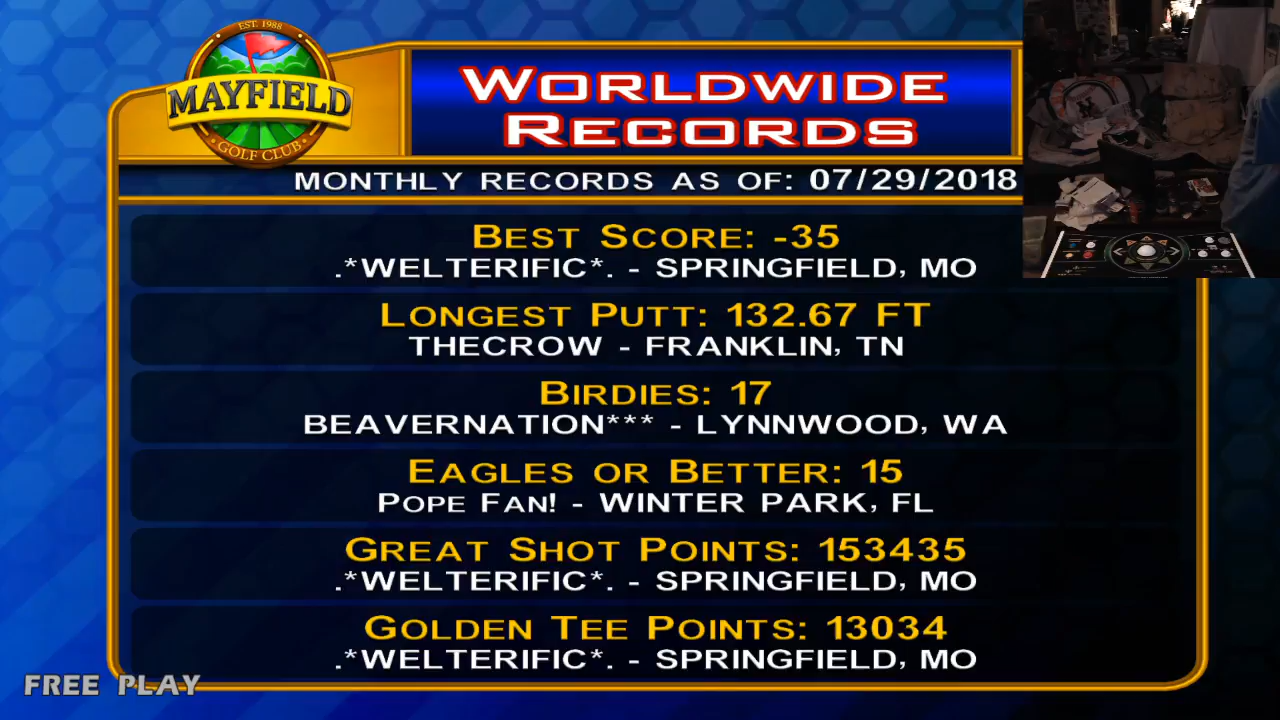 EST. 1988
MAYFIELD
GOLF CLUB
WORLDWIDE
RECORDS
MONTHLY RECORDS AS OF: 07/29/2018
BEST SCORE: -35
.*WELTERIFIC*. - SPRINGFIELD, MO
LONGEST PUTT: 132.67 FT
THECROW - FRANKLIN, TN
BIRDIES: 17
BEAVERNATION*** - LYNNWOOD, WA
EAGLES OR BETTER: 15
POPE FAN! - WINTER PARK, FL
GREAT SHOT POINTS: 153435
.*WELTERIFIC*. - SPRINGFIELD, MO
GOLDEN TEE POINTS: 13034
.*WELTERIFIC*. - SPRINGFIELD, MO
FREE PLAY